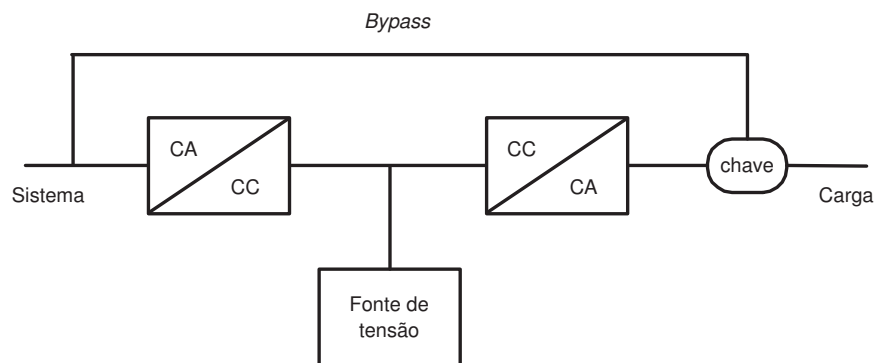 Bypass
CA
CC
CC
CA
chave
Sistema
Carga
Fonte de
tensão